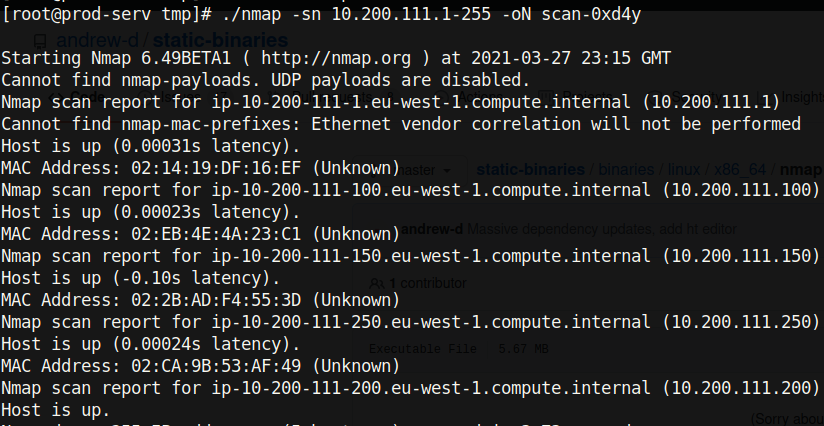 [root@prod-serv tmp]# ./nmap -sn 10.200.111.1-255 -oN scan-0xd4y
andrew-d / static-binaries
Starting Nmap 6.49BETA1 ( http://nmap.org ) at 2021-03-27 23:15 GMT
Cannot find nmap-payloads. UDP payloads are disabled.
Nmap scan report for ip-10-200-111-1.eu-west-1.compute.internal (10.200.111.1)
Cannot find nmap-mac-prefixes: Ethernet vendor correlation will not be performed
Host is up (0.00031s latency).
MAC Address: 02:14:19:DF:16:EF (Unknown)
master static-binaries / binaries / linux / x86_64 / nmap
Nmap scan report for ip-10-200-111-100.eu-west-1.compute.internal (10.200.111.100)
Host is up (0.00023s latency).
andrew-d Massive dependency updates, add ht editor
MAC Address: 02:EB:4E:4A:23:C1 (Unknown)
Nmap scan report for ip-10-200-111-150.eu-west-1.compute.internal (10.200.111.150)
Host is up (-0.10s latency).
1 contributor
MAC Address: 02:2B:AD:F4:55:3D (Unknown)
Nmap scan report for ip-10-200-111-250.eu-west-1.compute.internal (10.200.111.250)
Host is up (0.00024s latency).
Executable File 5.67 MB
MAC Address: 02:CA:9B:53:AF:49 (Unknown)
Nmap scan report for ip-10-200-111-200.eu-west-1.compute.internal (10.200.111.200)
Host is up.
(Sorry abou